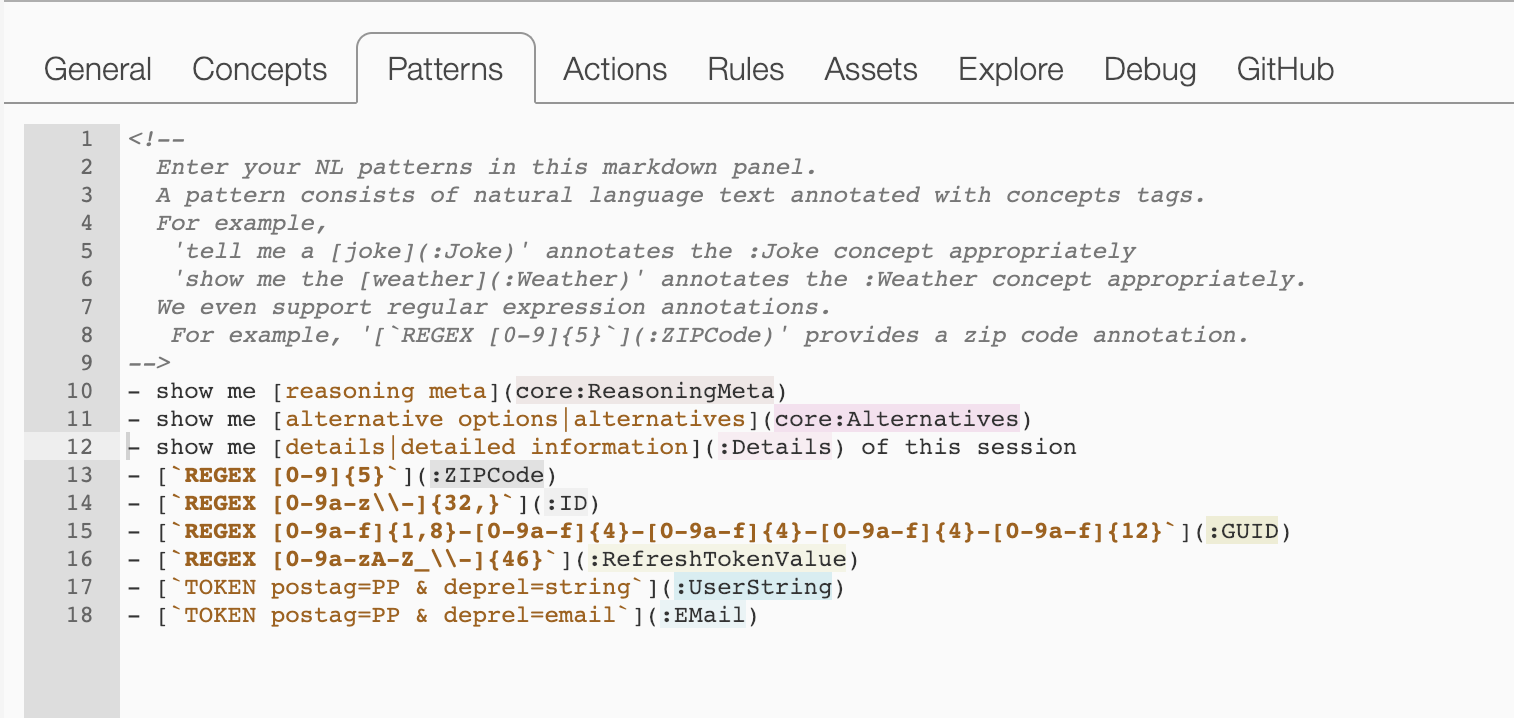 General Concepts Patterns Actions Rules Assets Explore Debug GitHub
1 <!--
2 Enter your NL patterns in this markdown panel.
3 A pattern consists of natural language text annotated with concepts tags.
4 For example,
5 'tell me a [joke](:Joke)' annotates the :Joke concept appropriately
6 'show me the [weather](:Weather)' annotates the :Weather concept appropriately.
7 We even support regular expression annotations.
8 For example, '[`REGEX [0-9]{5}`](:ZIPCode)' provides a zip code annotation.
9 -->
10 - show me [reasoning meta](core:ReasoningMeta)
11 - show me [alternative options|alternatives](core:Alternatives)
12 - show me [details|detailed information](:Details) of this session
13 - [`REGEX [0-9]{5}`](:ZIPCode)
14 - [`REGEX [0-9a-z\\-]{32,}`](:ID)
15 - [`REGEX [0-9a-f]{1,8}-[0-9a-f]{4}-[0-9a-f]{4}-[0-9a-f]{4}-[0-9a-f]{12}`](:GUID)
16 - [`REGEX [0-9a-zA-Z_\\-]{46}`](:RefreshTokenValue)
17 - [`TOKEN postag=PP & deprel=string`](:UserString)
18 - [`TOKEN postag=PP & deprel=email`](:EMail)